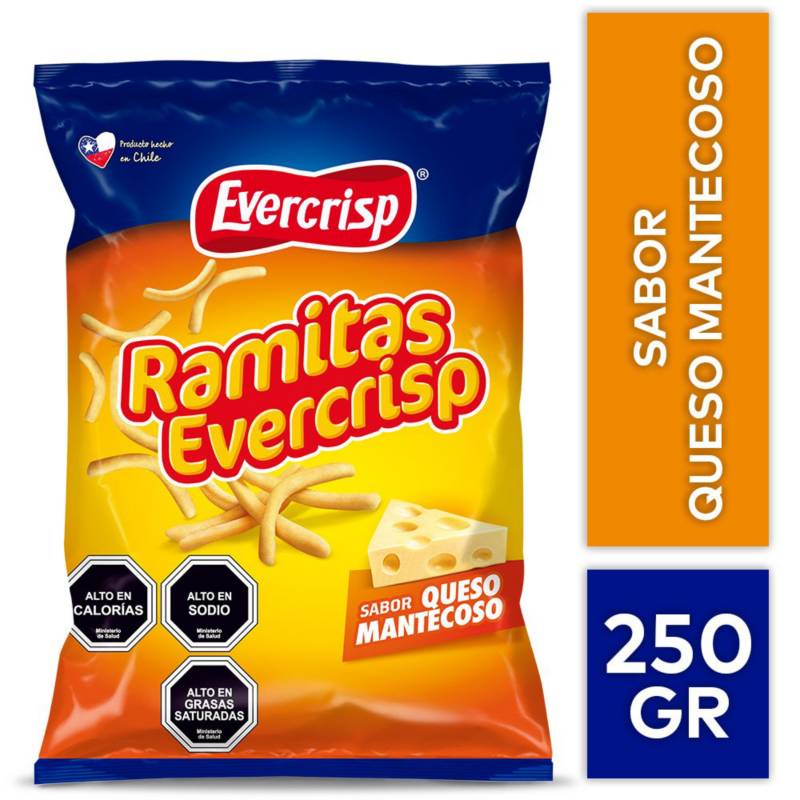 Producto hecho
en Chile
Evercrisp®
Ramitas
Evercrisp
ALTO EN
CALORÍAS
Ministerio
de Salud
ALTO EN
SODIO
Ministerio
de Salud
ALTO EN
GRASAS
SATURADAS
Ministerio
de Salud
SABOR QUESO
MANTECOSO
SABOR
QUESO MANTECOSO
250
GR